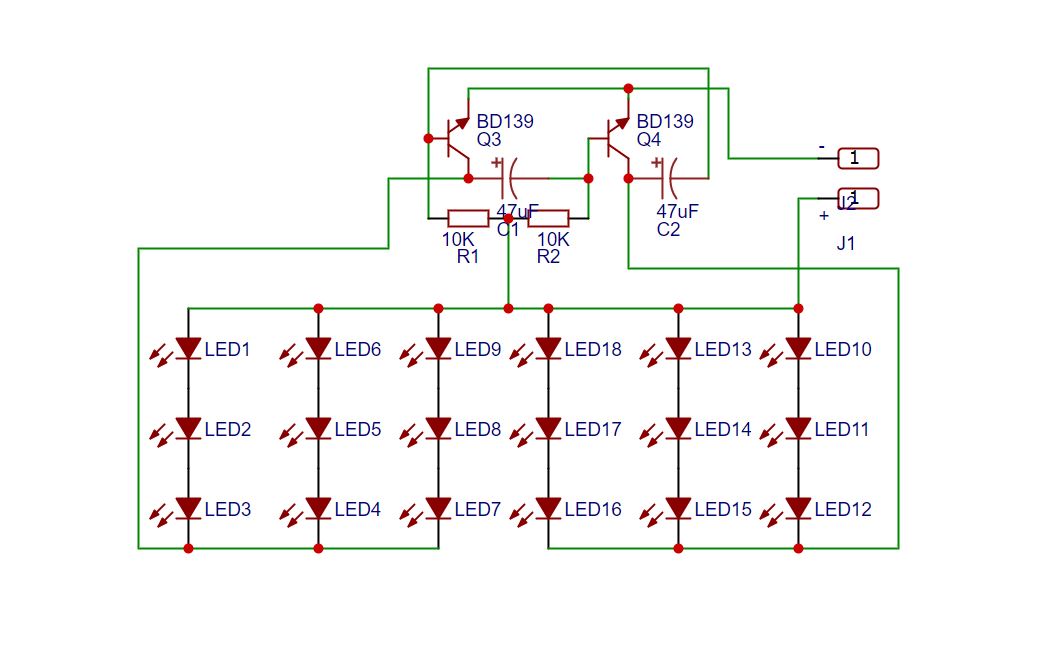 BD139
Q3
BD139
Q4
-
1
+
+
47uF
C1
47uF
C2
1
J2
+
J1
10K
R1
10K
R2
LED1
LED6
LED9
LED18
LED13
LED10
LED2
LED5
LED8
LED17
LED14
LED11
LED3
LED4
LED7
LED16
LED15
LED12